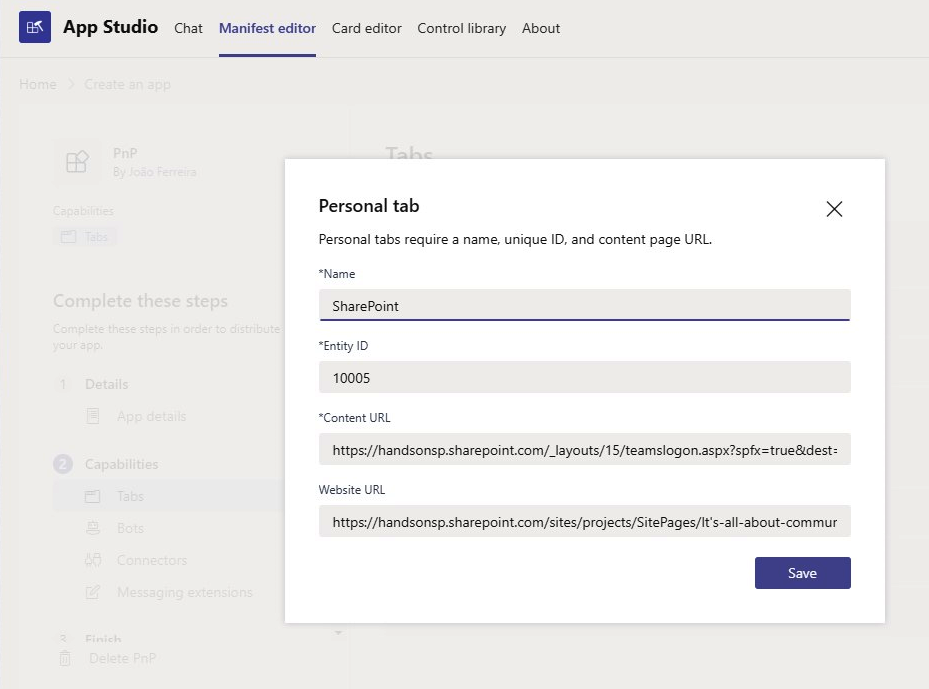 App Studio
Chat
Manifest editor
Card editor
Control library
About
Home
Create an app
PnP
By João Ferreira
Capabilities
Tabs
Complete these steps
Complete these steps in order to distribute
your app.
1 Details
App details
2 Capabilities
Tabs
Bots
Connectors
Messaging extensions
3 Finish
Delete PnP
Tabs
Personal tab
Personal tabs require a name, unique ID, and content page URL.
*Name
SharePoint
*Entity ID
10005
*Content URL
https://handsonsp.sharepoint.com/_layouts/15/teamslogon.aspx?spfx=true&dest=
Website URL
https://handsonsp.sharepoint.com/sites/projects/SitePages/It's-all-about-commur
Save